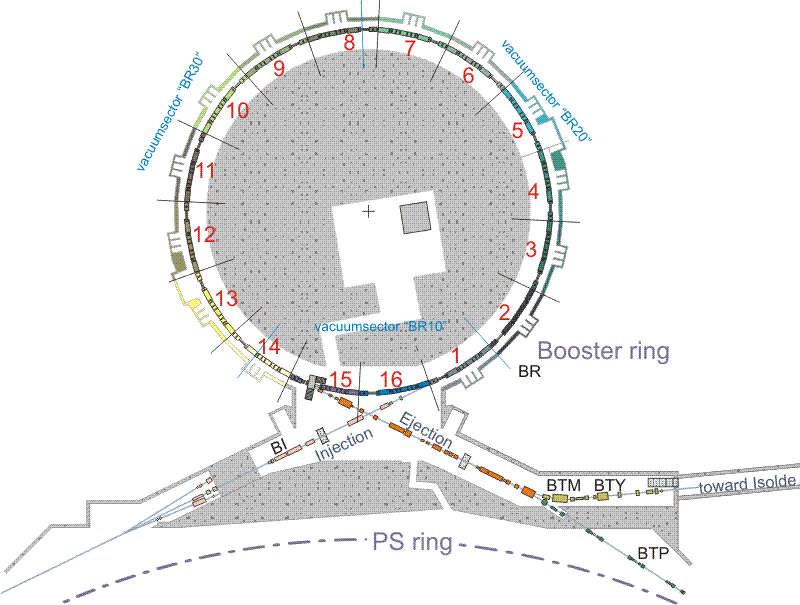 8
7
9
6
vacuumsector "BR30"
vacuumsector "BR20"
10
5
11
4
12
3
13
2
vacuumsector "BR10"
14
1
Booster ring
15
16
BR
BI
Injection
Ejection
BTM
BTY
toward Isolde
PS ring
BTP